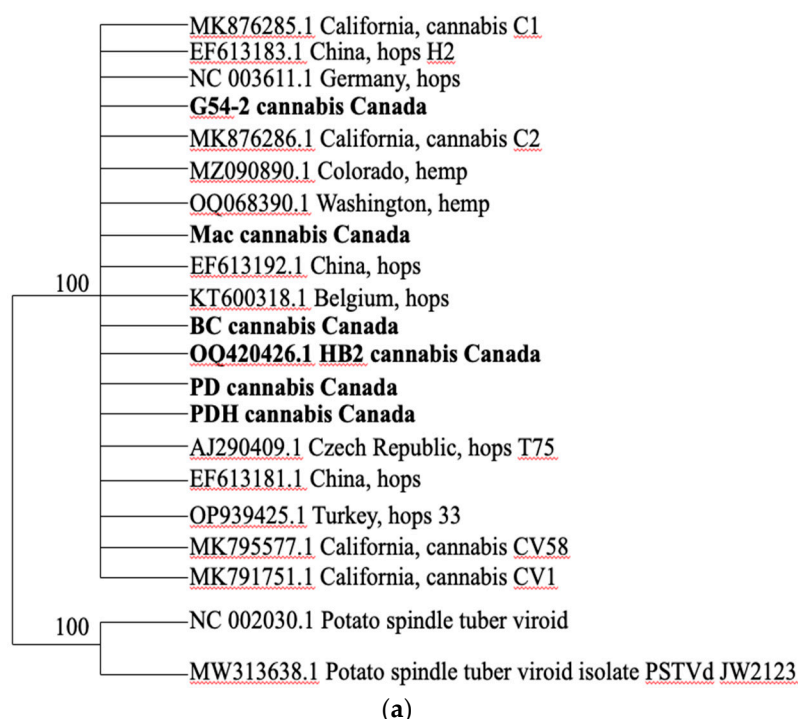 MK876285.1 California, cannabis C1
EF613183.1 China, hops H2
NC 003611.1 Germany, hops
G54-2 cannabis Canada
MK876286.1 California, cannabis C2
MZ090890.1 Colorado, hemp
OQ068390.1 Washington, hemp
Mac cannabis Canada
EF613192.1 China, hops
100
KT600318.1 Belgium, hops
BC cannabis Canada
OQ420426.1 HB2 cannabis Canada
PD cannabis Canada
PDH cannabis Canada
AJ290409.1 Czech Republic, hops T75
EF613181.1 China, hops
OP939425.1 Turkey, hops 33
MK795577.1 California, cannabis CV58
MK791751.1 California, cannabis CV1
NC 002030.1 Potato spindle tuber viroid
100
MW313638.1 Potato spindle tuber viroid isolate PSTVd JW2123
(a)